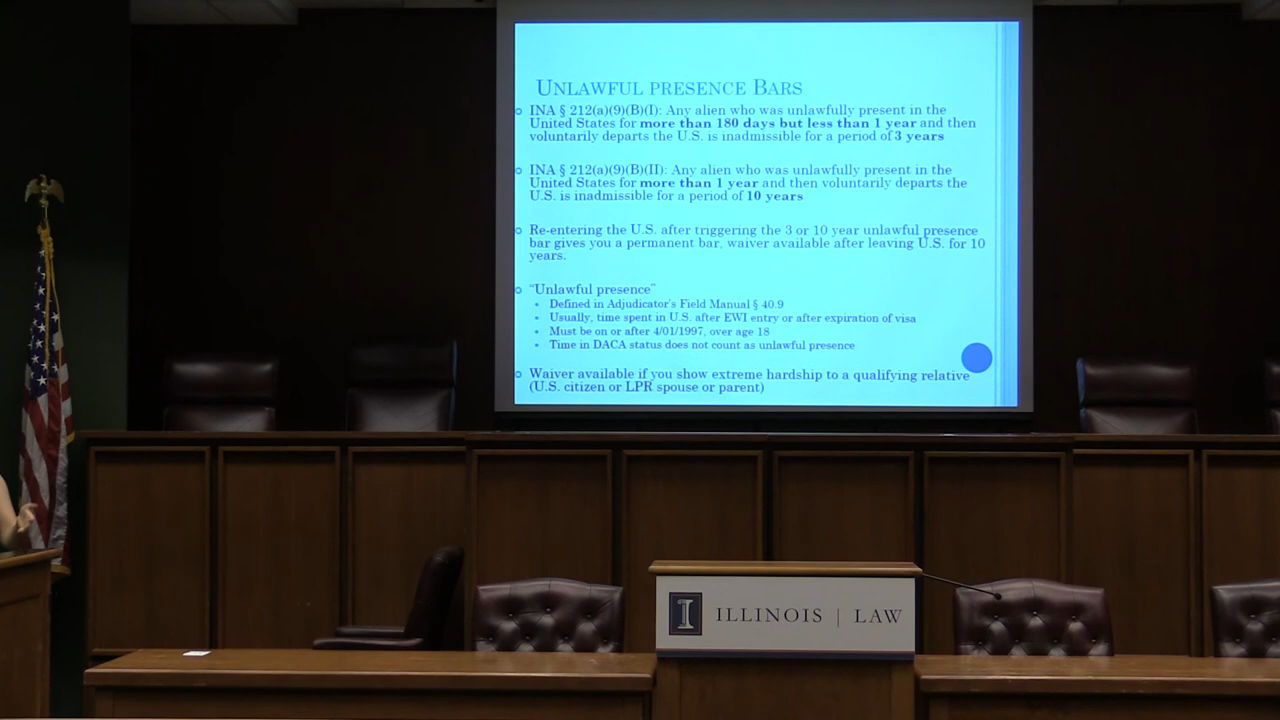 UNLAWFUL PRESENCE BARS
INA § 212(a)(9)(B)(I): Any alien who was unlawfully present in the
United States for more than 180 days but less than 1 year and then
voluntarily departs the U.S. is inadmissible for a period of 3 years
INA § 212(a)(9)(B)(II): Any alien who was unlawfully present in the
United States for more than 1 year and then voluntarily departs the
U.S. is inadmissible for a period of 10 years
Re-entering the U.S. after triggering the 3 or 10 year unlawful presence
bar gives you a permanent bar, waiver available after leaving U.S. for 10
years.
“Unlawful presence”
Defined in Adjudicator's Field Manual § 40.9
Usually, time spent in U.S. after EWI entry or after expiration of visa
Must be on or after 4/01/1997, over age 18
Time in DACA status does not count as unlawful presence
Waiver available if you show extreme hardship to a qualifying relative
(U.S. citizen or LPR spouse or parent)
I ILLINOIS | LAW